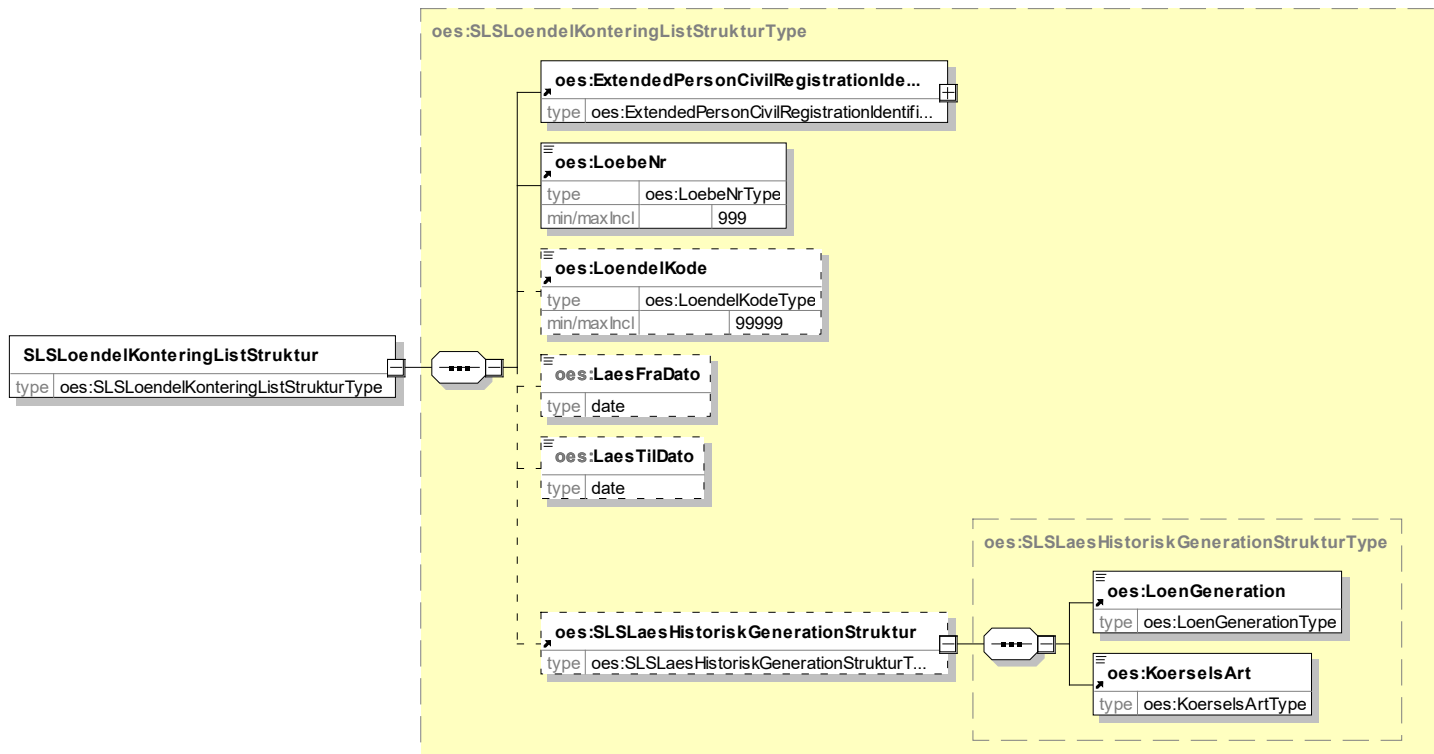 oes:SLSLoendelKonteringListStrukturType
oes:ExtendedPersonCivilRegistrationIde...
type oes:ExtendedPersonCivilRegistrationIdentifi...
oes:LoebeNr
type oes:LoebeNrType
min/maxIncl 999
oes:LoendelKode
type oes:LoendelKodeType
min/maxIncl 99999
SLSLoendelKonteringListStruktur
type oes:SLSLoendelKonteringListStrukturType
oes:LaesFraDato
type date
oes:LaesTilDato
type date
oes:SLSLaesHistoriskGenerationStruktur
type oes:SLSLaesHistoriskGenerationStrukturT...
oes:SLSLaesHistoriskGenerationStrukturType
oes:LoenGeneration
type oes:LoenGenerationType
oes:KoerselsArt
type oes:KoerselsArtType